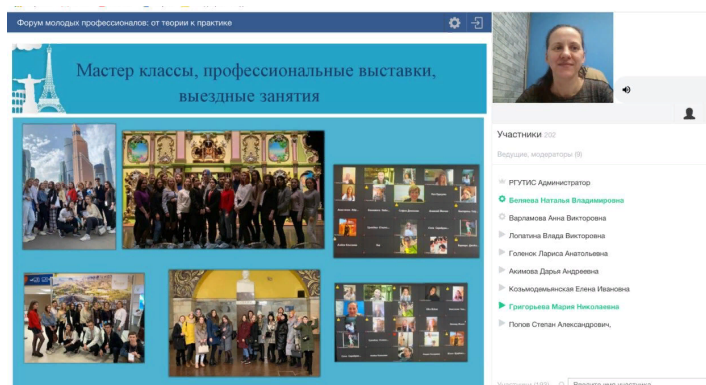 Форум молодых профессионалов: от теории к практике
Мастер классы, профессиональные выставки,
выездные занятия
Участники 202
Ведущие, модераторы (9)
РГУТИС Администратор
Беляева Наталья Владимировна
Варламова Анна Викторовна
Лопатина Влада Викторовна
Голенок Лариса Анатольевна
Акимова Дарья Андреевна
Козьмодемьянская Елена Ивановна
Григорьева Мария Николаевна
Попов Степан Александрович,